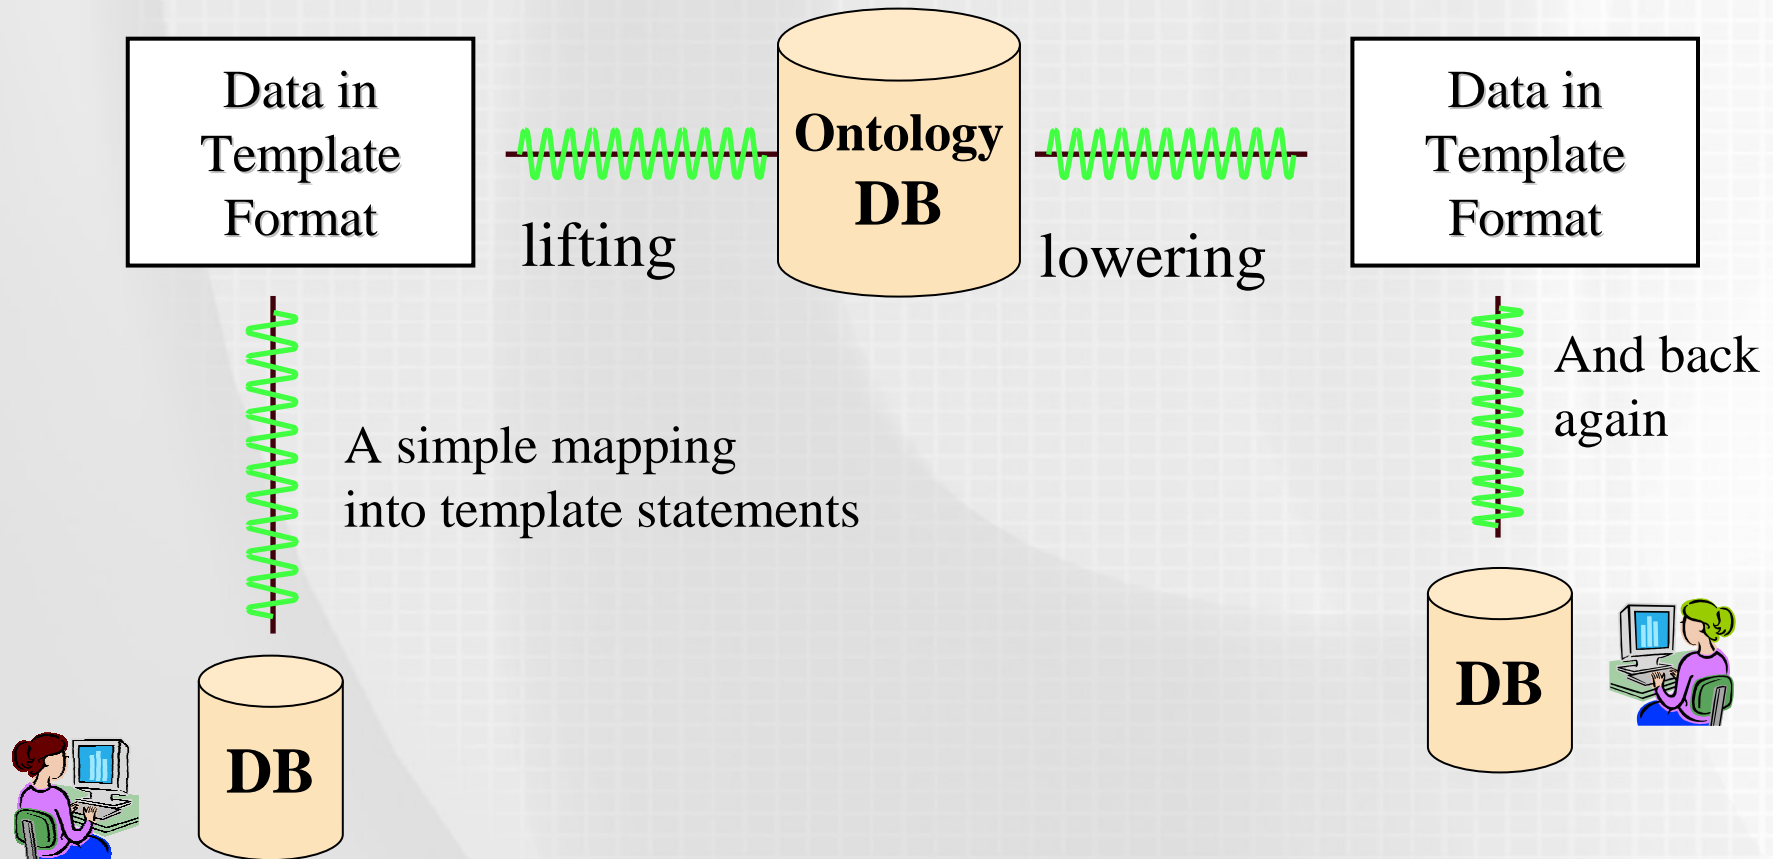 Data in
Template
Format
lifting
Ontology
DB
lowering
Data in
Template
Format
A simple mapping
into template statements
And back
again
DB
DB